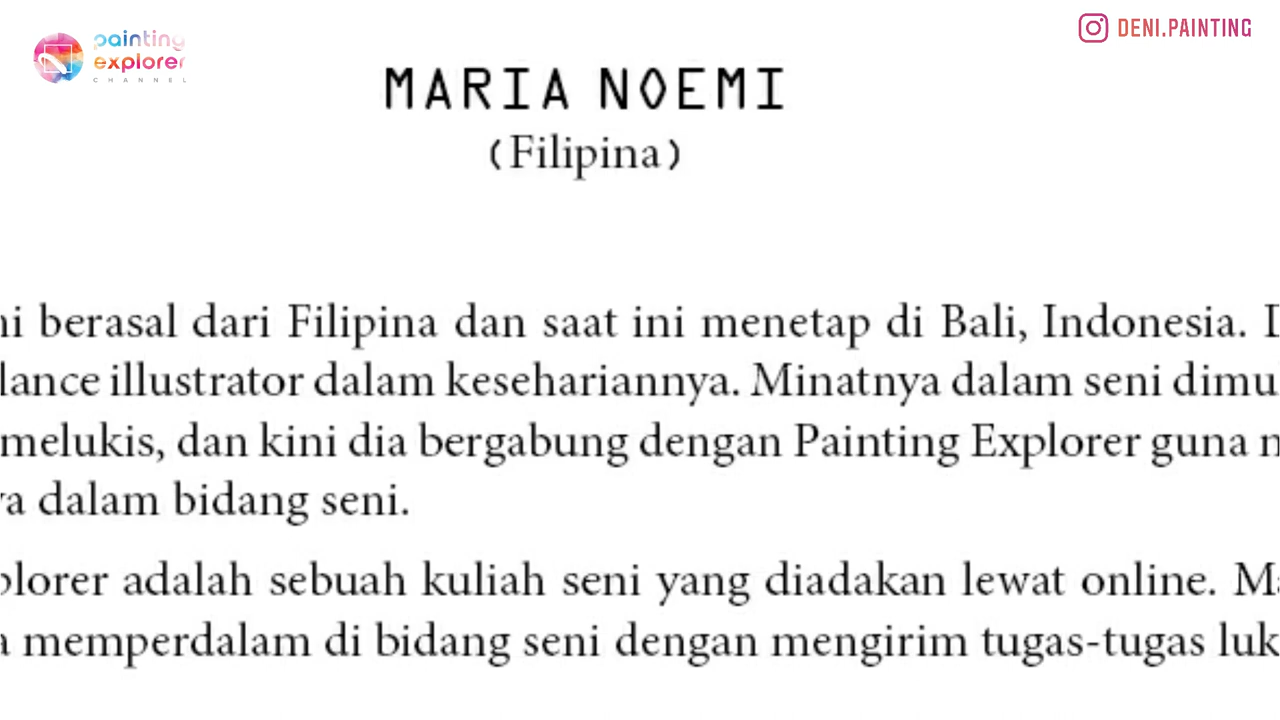 painting
explorer
CHANNEL
DENI.PAINTING
MARIA NOEMI
(Filipina)
berasal dari Filipina dan saat ini menetap di Bali, Indonesia.
illustrator dalam kesehariannya. Minatnya dalam seni
melukis, dan kini dia bergabung dengan Painting Explorer guna
dalam bidang seni.
adalah sebuah kuliah seni yang diadakan lewat online.
memperdalam di bidang seni dengan mengirim tugas-tugas